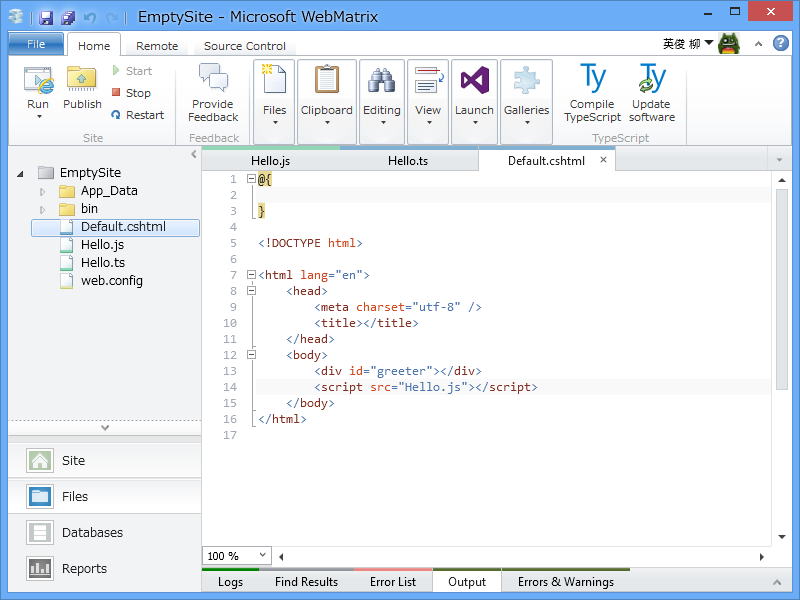 EmptySite - Microsoft WebMatrix
File
Home
Remote
Source Control
英俊 柳
Run
Publish
Start
Stop
Restart
Site
Provide
Feedback
Feedback
Files
Clipboard
Editing
View
Launch
Galleries
Ty
Compile
TypeScript
Ty
Update
software
TypeScript
EmptySite
App_Data
bin
Default.cshtml
Hello.js
Hello.ts
web.config
Site
Files
Databases
Reports
Hello.js
Hello.ts
Default.cshtml
1 @{
2
3 }
4
5 <!DOCTYPE html>
6
7 <html lang="en">
8 <head>
9 <meta charset="utf-8" />
10 <title></title>
11 </head>
12 <body>
13 <div id="greeter"></div>
14 <script src="Hello.js"></script>
15 </body>
16 </html>
17
100 %
Logs
Find Results
Error List
Output
Errors & Warnings